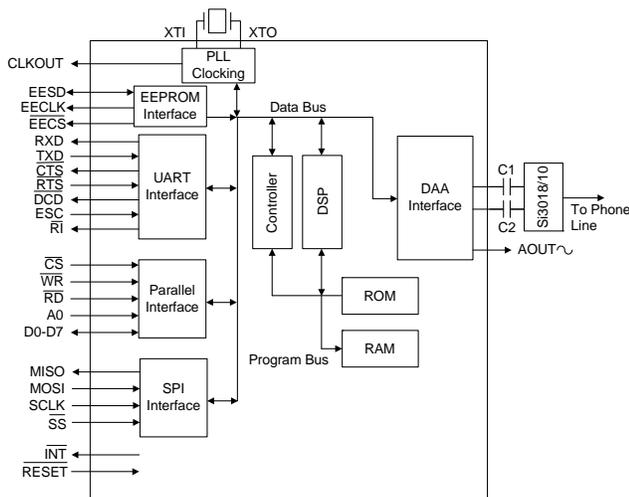 XTI
XTO
CLKOUT
PLL
Clocking
EESD
EECLK
EECS
EEPROM
Interface
Data Bus
RXD
TXD
CTS
RTS
DCD
ESC
RI
UART
Interface
Controller
DSP
DAA
Interface
C1
C2
Si3018/10
To Phone
Line
AOUT
CS
WR
RD
A0
D0-D7
Parallel
Interface
ROM
RAM
Program Bus
MISO
MOSI
SCLK
SS
SPI
Interface
INT
RESET